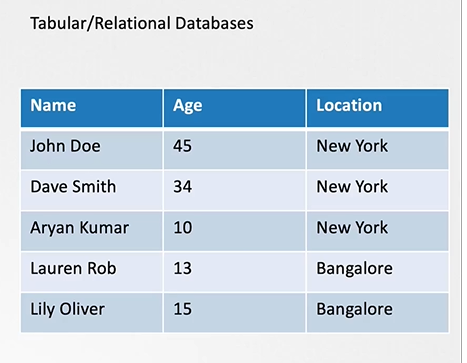 Tabular/Relational Databases
Name Age Location
John Doe 45 New York
Dave Smith 34 New York
Aryan Kumar 10 New York
Lauren Rob 13 Bangalore
Lily Oliver 15 Bangalore